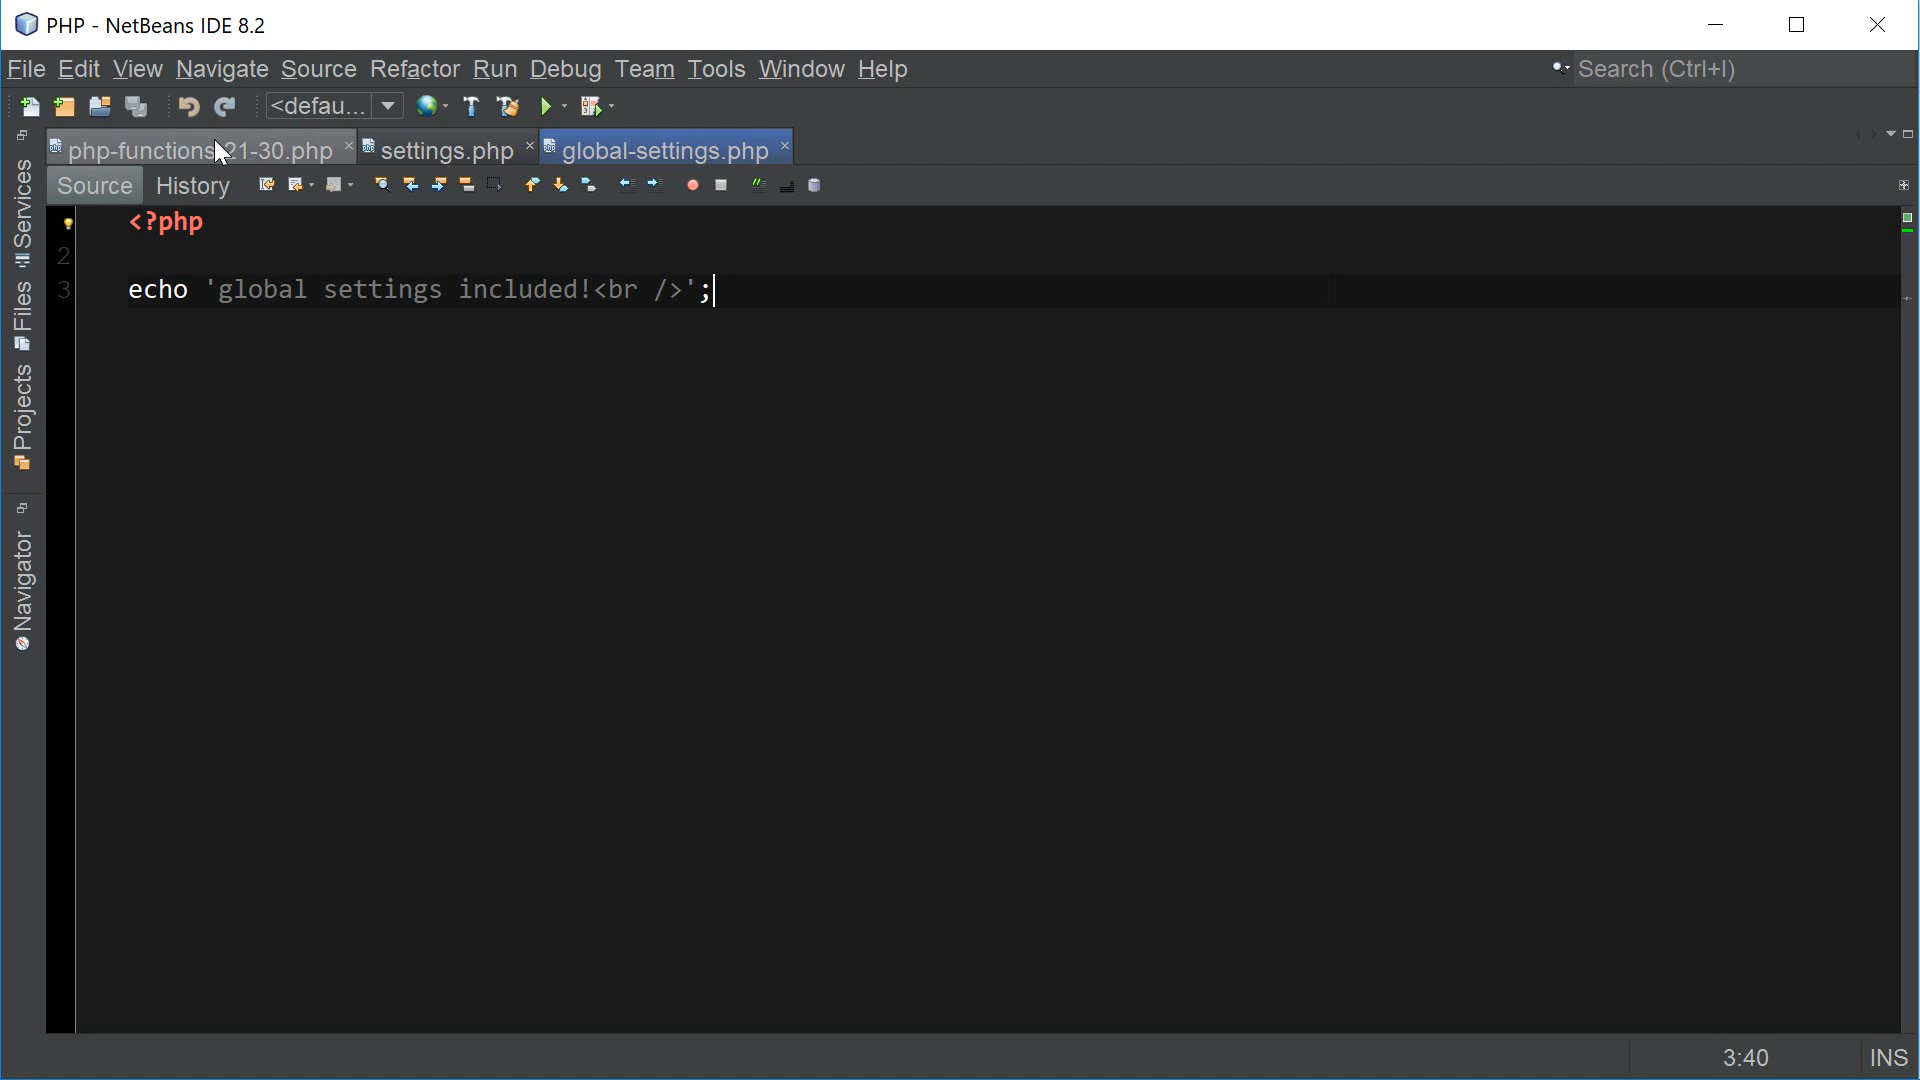 PHP - NetBeans IDE 8.2
File Edit View Navigate Source Refactor Run Debug Team Tools Window Help
Search (Ctrl+I)
<defau...
php-functions-21-30.php
settings.php
global-settings.php
Source History
Services
Files
Projects
Navigator
<?php
2
3 echo 'global settings included!<br />';
3:40 INS